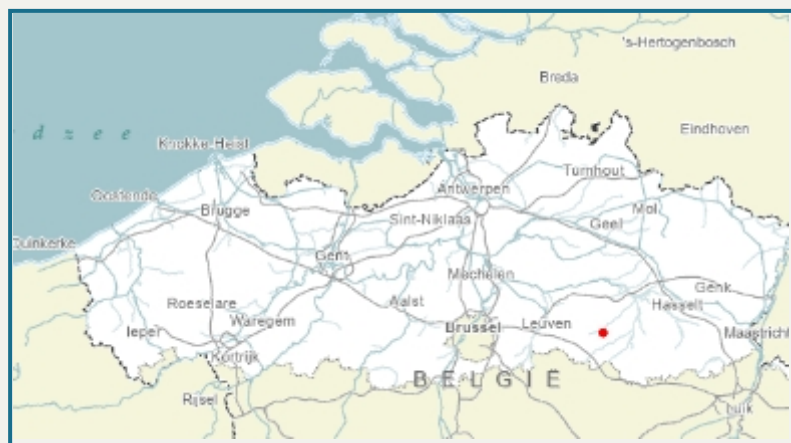 's-Hertogenbosch
Breda
d z e e
Eindhoven
Knokke-Heist
Turnhout
Oostende
Antwerpen
Mol
Brugge
Sint-Niklaas
Geel
Duinkerke
Gent
Mechelen
Genk
Roeselare
Aalst
Hasselt
Ieper
Waregem
Brussel
Leuven
Maastricht
Kortrijk
BELGIË
Rijsel
Luik